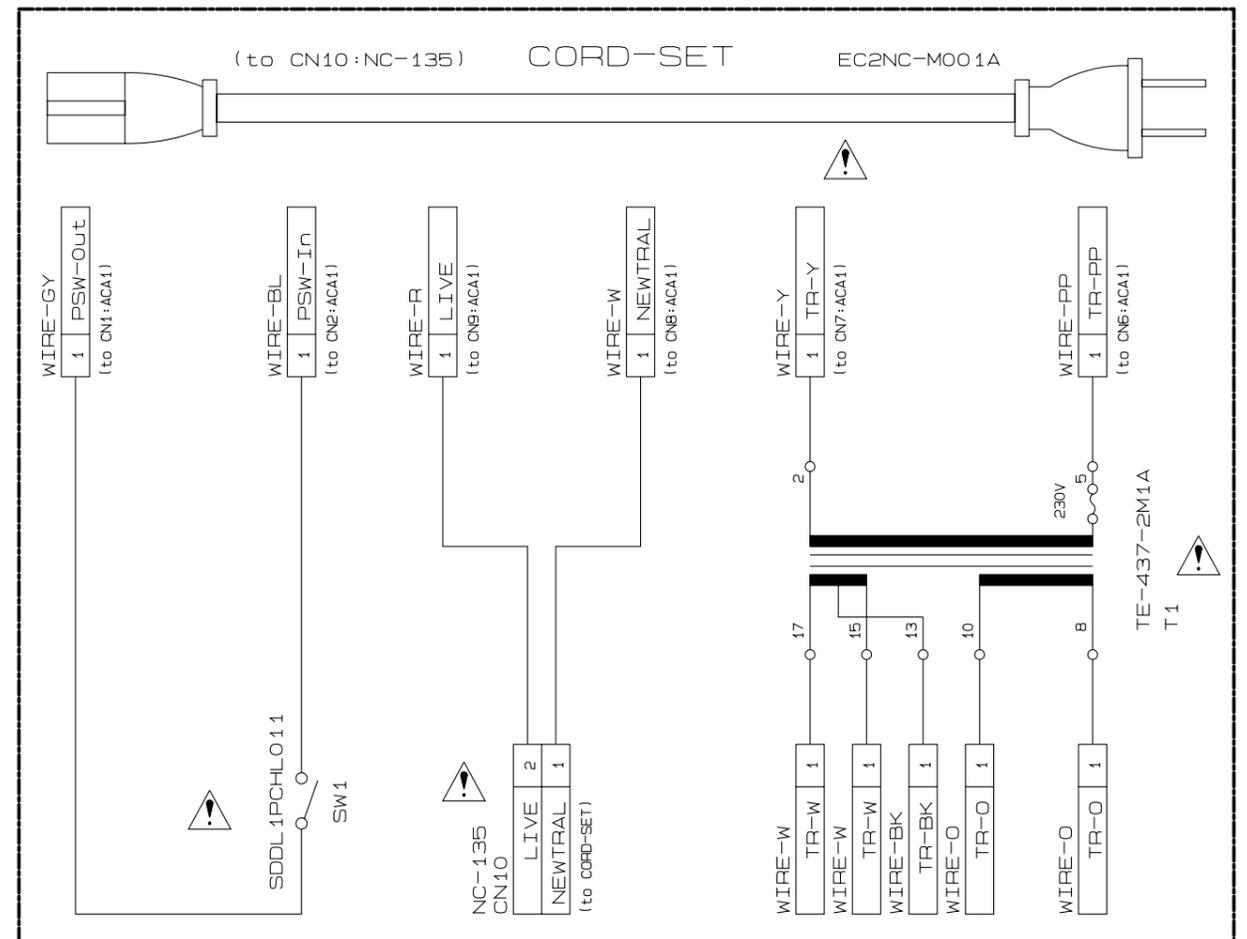 (to CN10:NC-135)
CORD-SET
EC2NC-M001A
WIRE-GY
1 PSW-Out
(to CN1:ACA1)
WIRE-BL
1 PSW-In
(to CN2:ACA1)
WIRE-R
1 LIVE
(to CN9:ACA1)
WIRE-W
1 NEWTRAL
(to CN8:ACA1)
WIRE-Y
1 TR-Y
(to CN7:ACA1)
WIRE-PP
1 TR-PP
(to CN6:ACA1)
2
230V
5
TE-437-2M1A
T1
17
15
13
10
8
SDDL1PCHL011
SW1
NC-135
CN10
LIVE 2
NEWTRAL 1
(to CORD-SET)
WIRE-W
TR-W 1
WIRE-W
TR-W 1
WIRE-BK
TR-BK 1
WIRE-O
TR-O 1
WIRE-O
TR-O 1